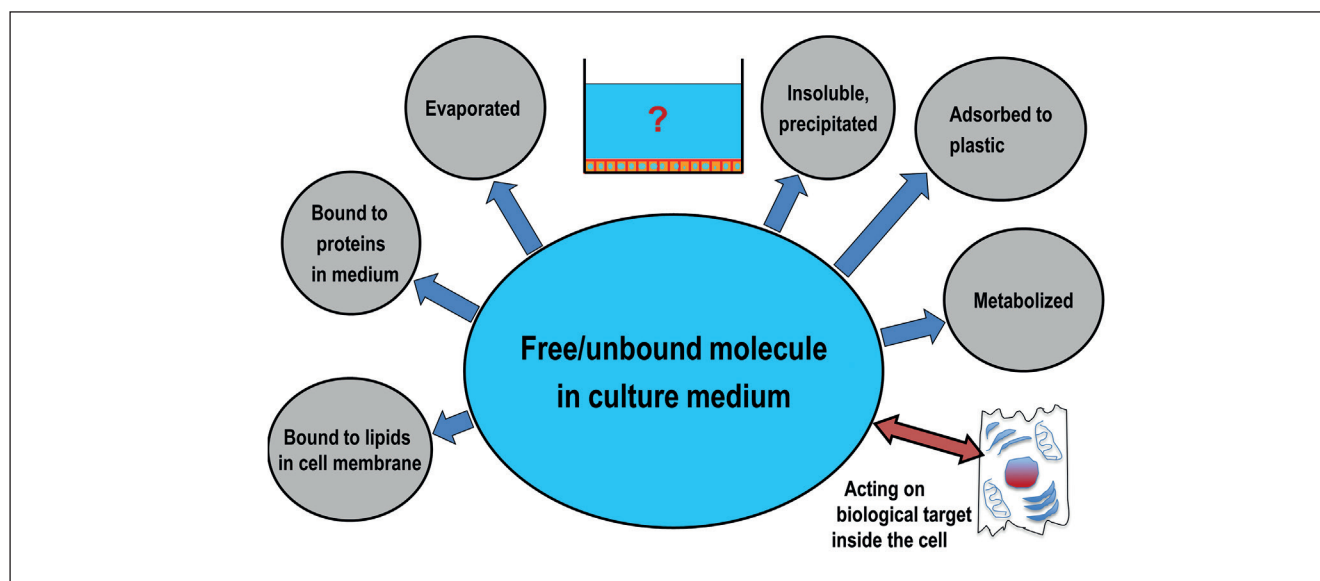 Evaporated
?
Insoluble,
precipitated
Adsorbed to
plastic
Bound to
proteins
in medium
Metabolized
Free/unbound molecule
in culture medium
Bound to lipids
in cell membrane
Acting on
biological target
inside the cell